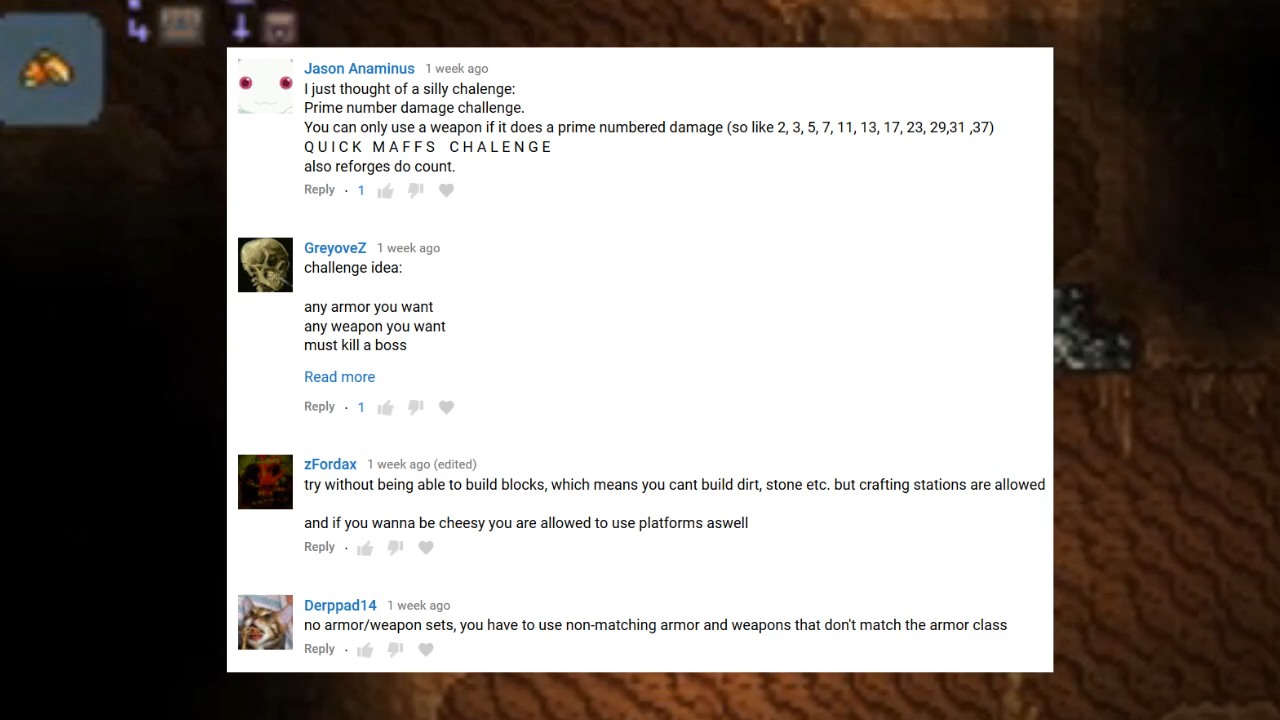 4
Jason Anaminus 1 week ago
I just thought of a silly chalenge:
Prime number damage challenge.
You can only use a weapon if it does a prime numbered damage (so like 2, 3, 5, 7, 11, 13, 17, 23, 29,31 ,37)
Q U I C K   M A F F S   C H A L E N G E
also reforges do count.
Reply · 1
GreyoveZ 1 week ago
challenge idea:
any armor you want
any weapon you want
must kill a boss
Read more
Reply · 1
zFordax 1 week ago (edited)
try without being able to build blocks, which means you cant build dirt, stone etc. but crafting stations are allowed
and if you wanna be cheesy you are allowed to use platforms aswell
Reply ·
Derppad14 1 week ago
no armor/weapon sets, you have to use non-matching armor and weapons that don't match the armor class
Reply ·